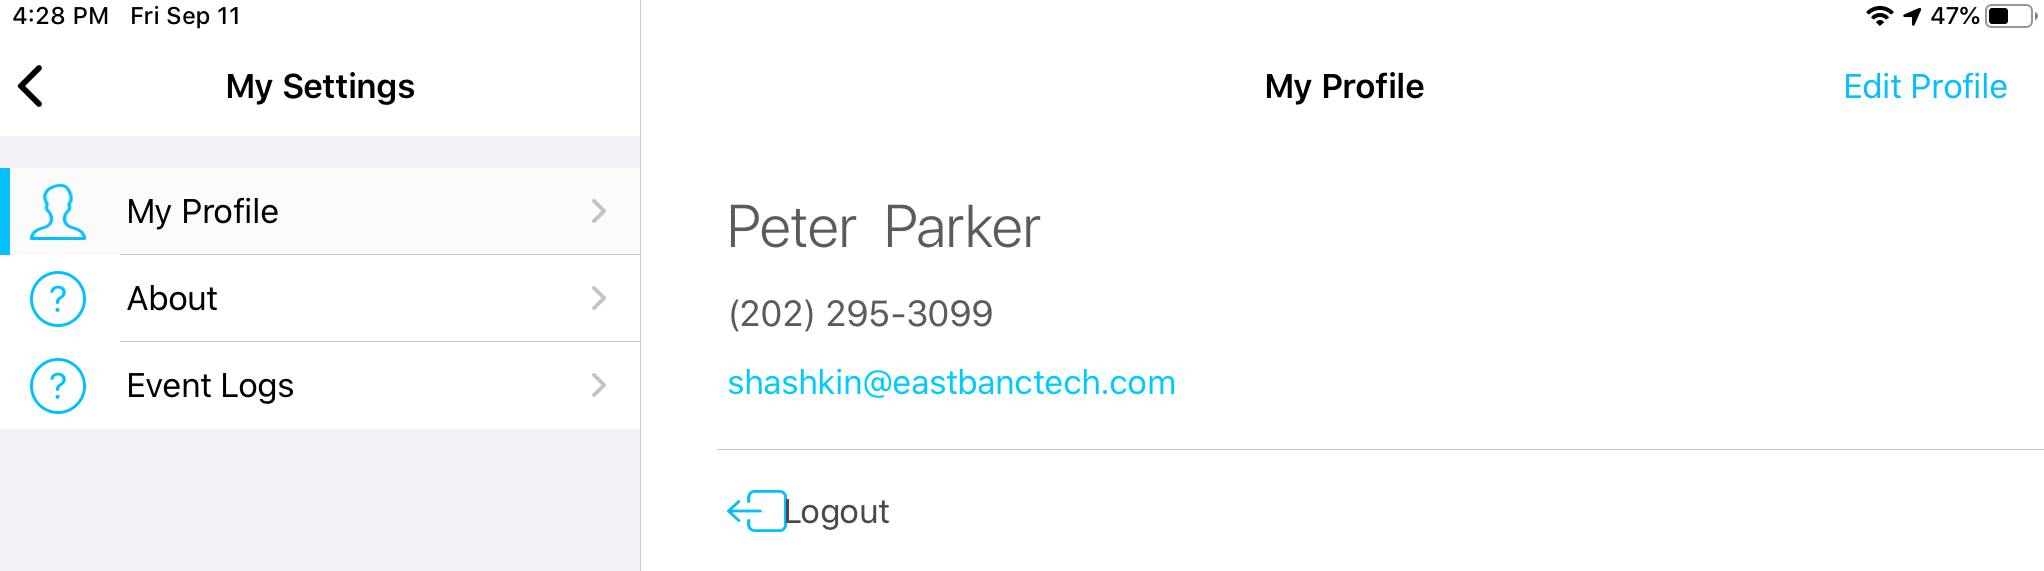 4:28 PM Fri Sep 11
47%
My Settings
My Profile
About
?
Event Logs
?
My Profile
Edit Profile
Peter Parker
(202) 295-3099
shashkin@eastbanctech.com
Logout